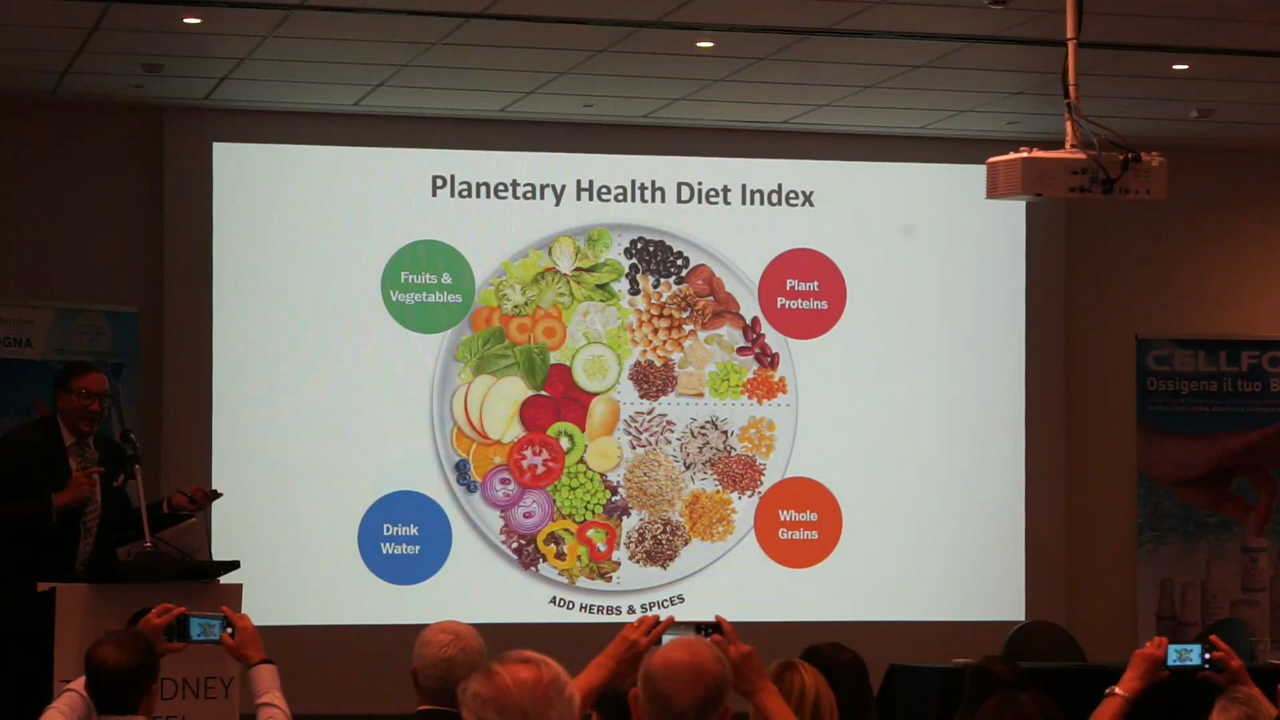 Planetary Health Diet Index
Fruits &
Vegetables
Plant
Proteins
Drink
Water
Whole
Grains
ADD HERBS & SPICES
GNA
CELLFO
Ossigena il tuo B
DNEY